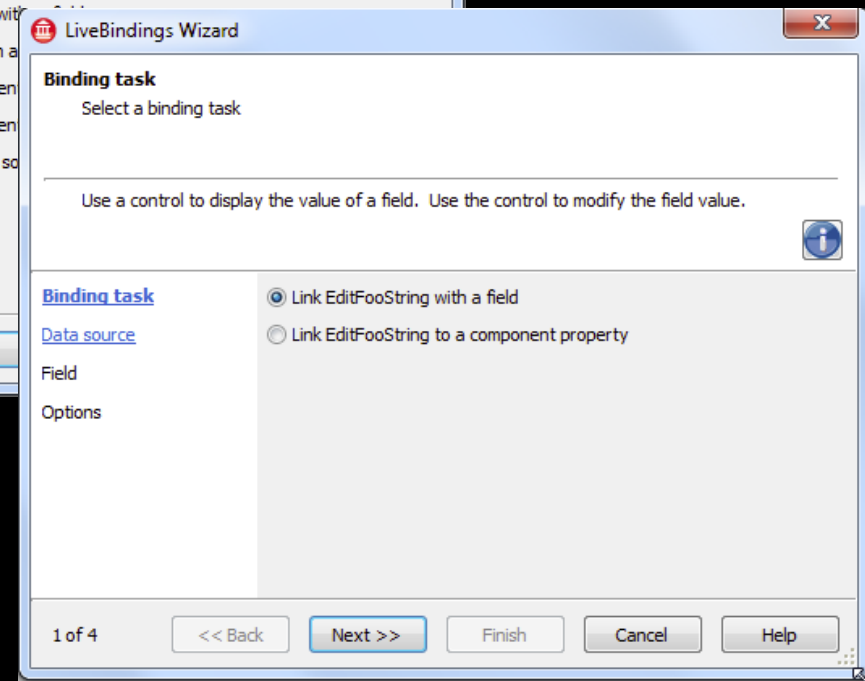 LiveBindings Wizard
Binding task
Select a binding task
Use a control to display the value of a field.  Use the control to modify the field value.
Binding task
Data source
Field
Options
Link EditFooString with a field
Link EditFooString to a component property
1 of 4
<< Back
Next >>
Finish
Cancel
Help